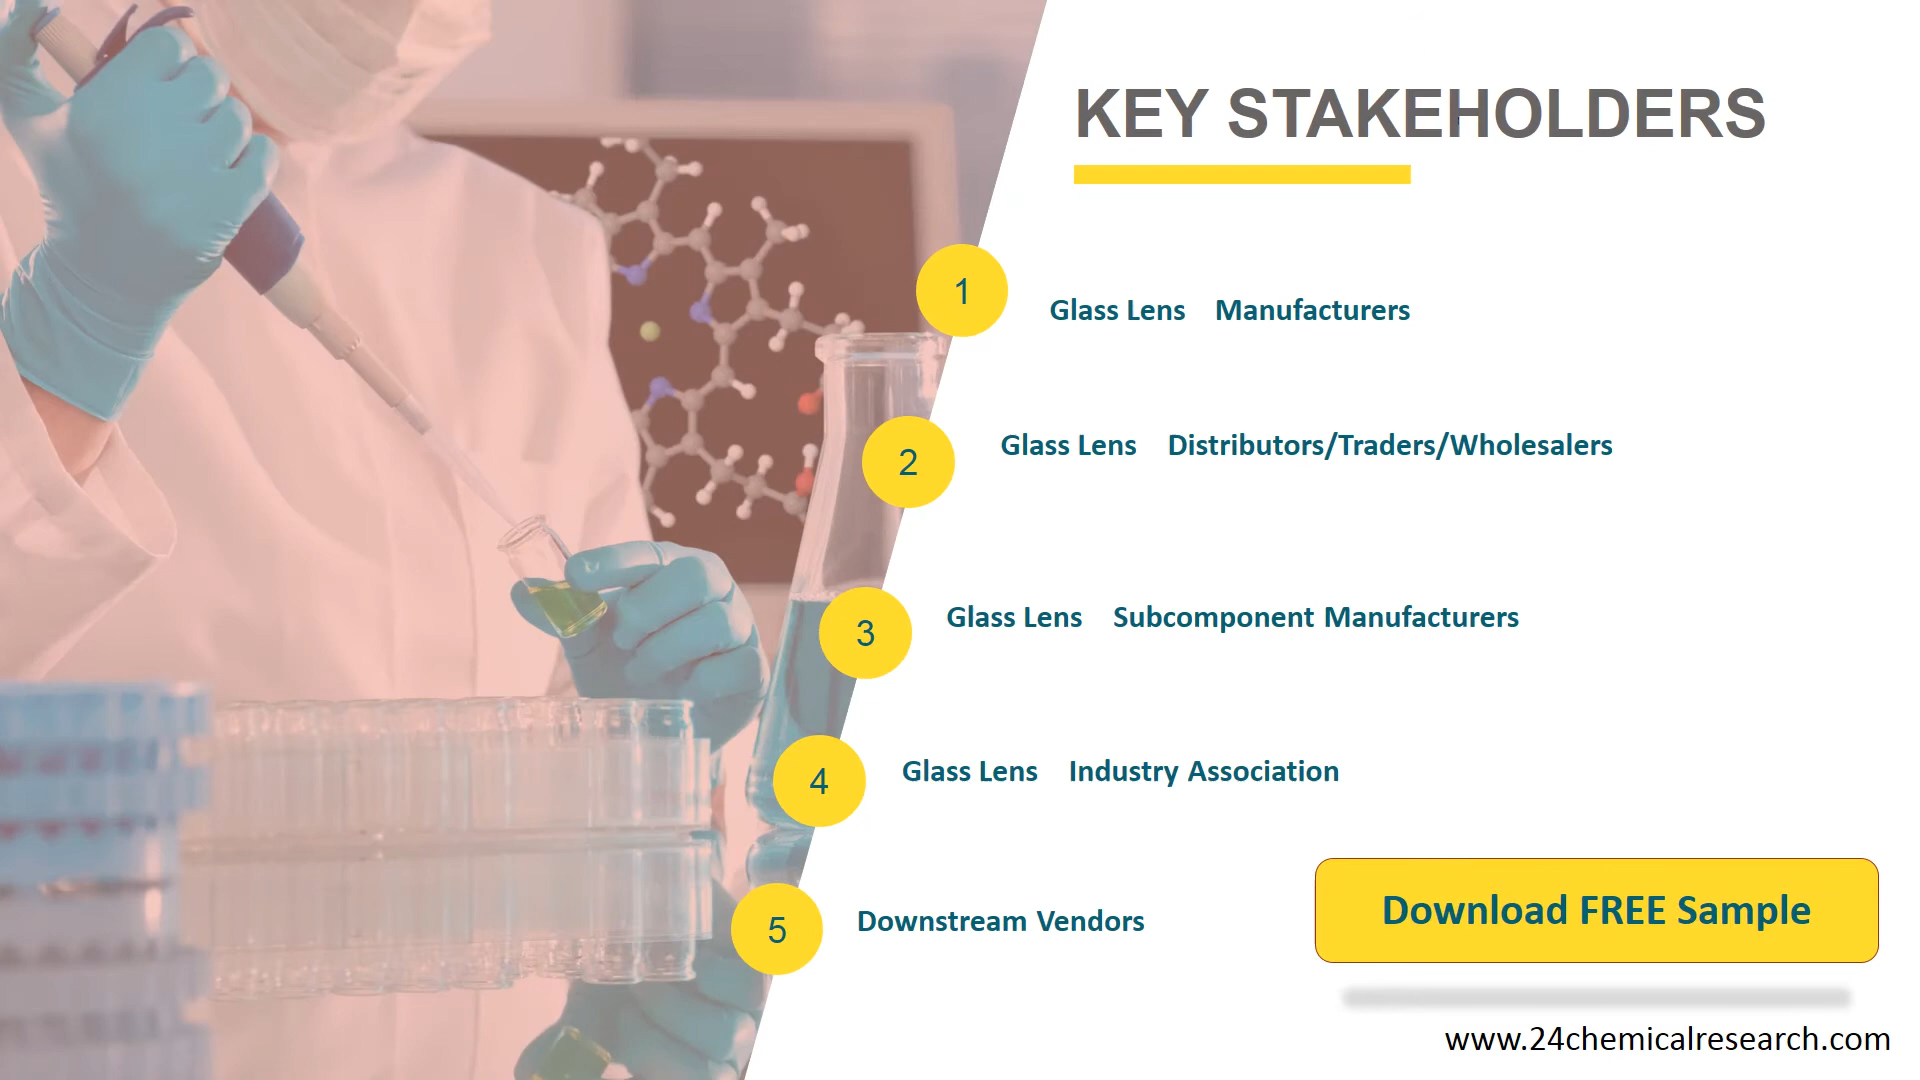 KEY STAKEHOLDERS
1
Glass Lens Manufacturers
2
Glass Lens Distributors/Traders/Wholesalers
3
Glass Lens Subcomponent Manufacturers
4
Glass Lens Industry Association
5
Downstream Vendors
Download FREE Sample
www.24chemicalresearch.com